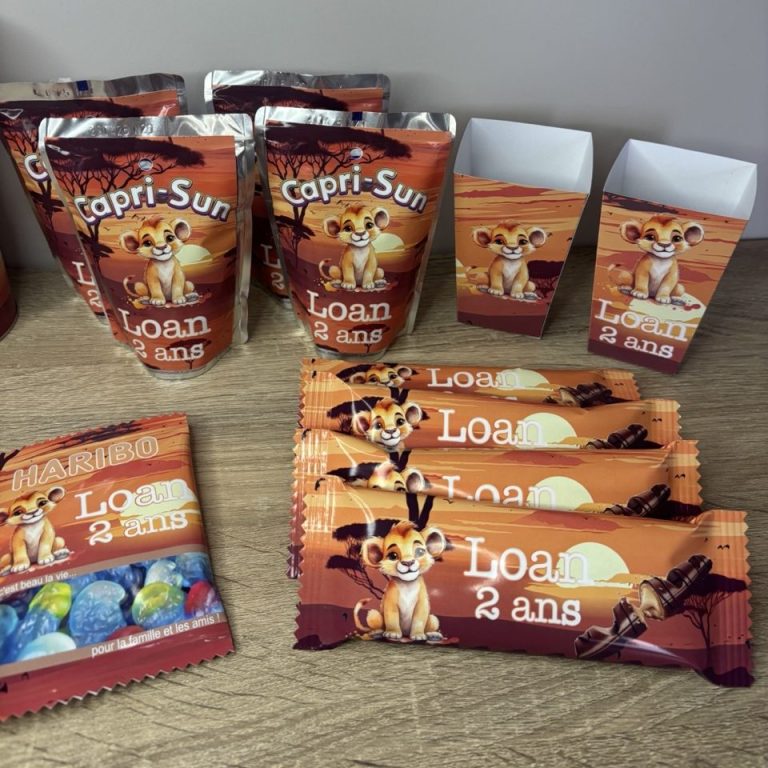 Capri-Sun
Loan
2 ans
Capri-Sun
Loan
2 ans
Loan
2 ans
Loan
Loan
Loan
Loan
2 ans
HARIBO
Loan
2 ans
c'est beau la vie...
pour la famille et les amis !